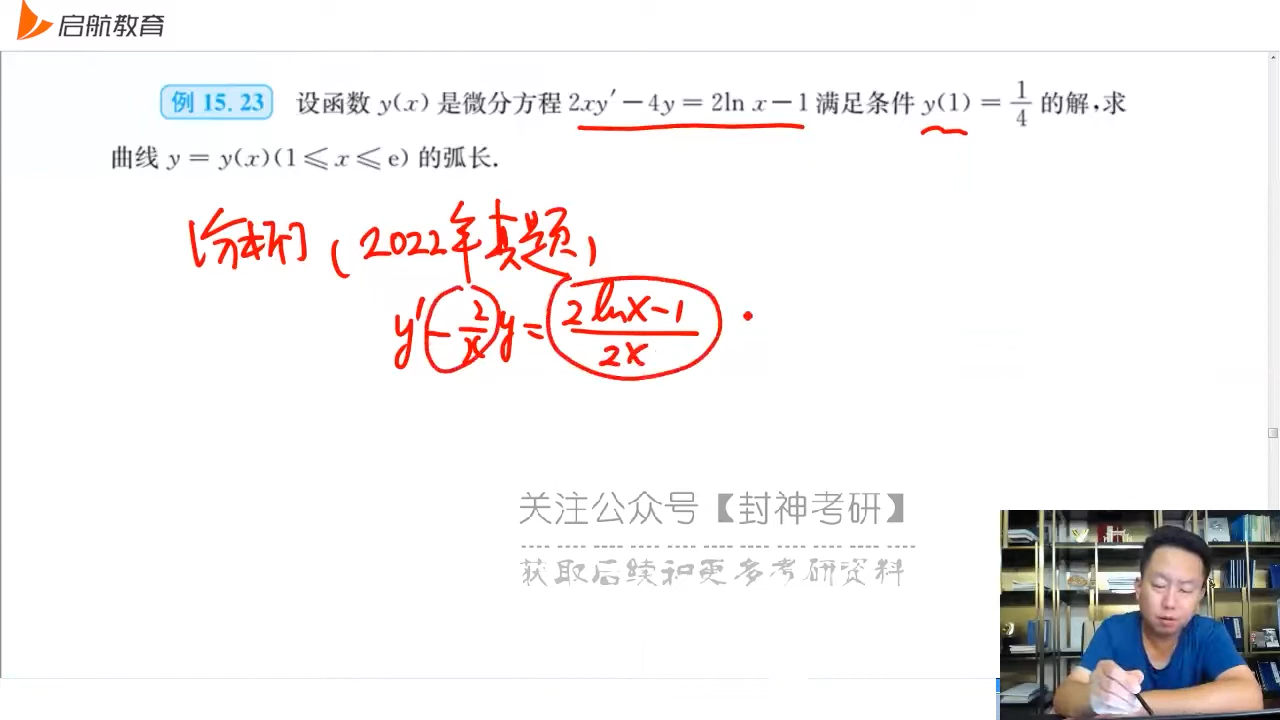 启航教育
例 15.23 设函数 y(x) 是微分方程 2xy′－4y＝2ln x－1 满足条件 y(1)＝1/4 的解,求
曲线 y＝y(x)(1≤x≤e) 的弧长.
[分析] (2022年真题)
y′－2/x y＝(2lnx－1)/2x
关注公众号【封神考研】
获取后续和更多考研资料